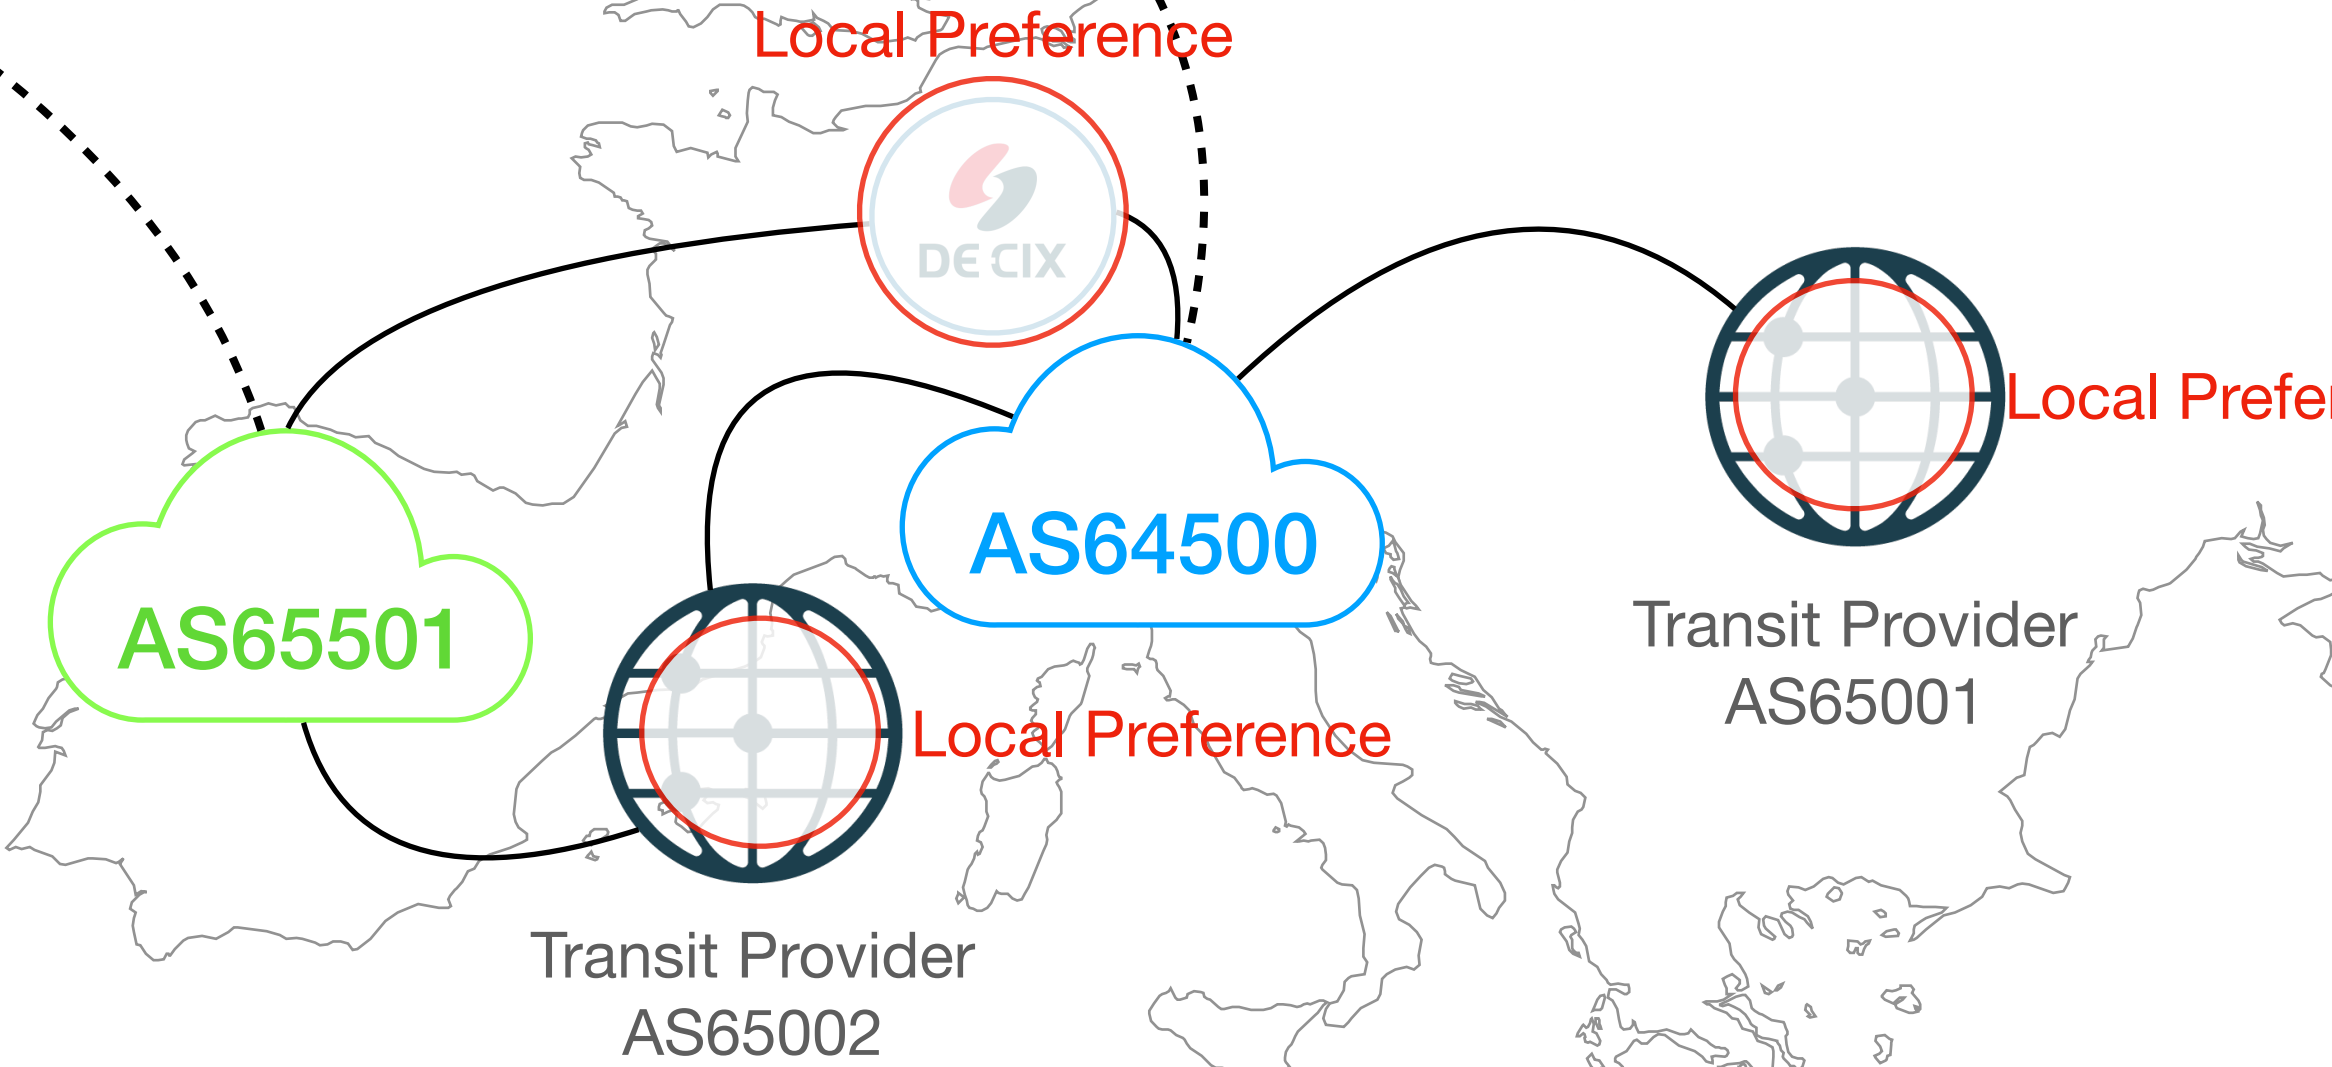 Local Preference
DE CIX
Local Prefer
AS64500
AS65501
Transit Provider
AS65001
Local Preference
Transit Provider
AS65002